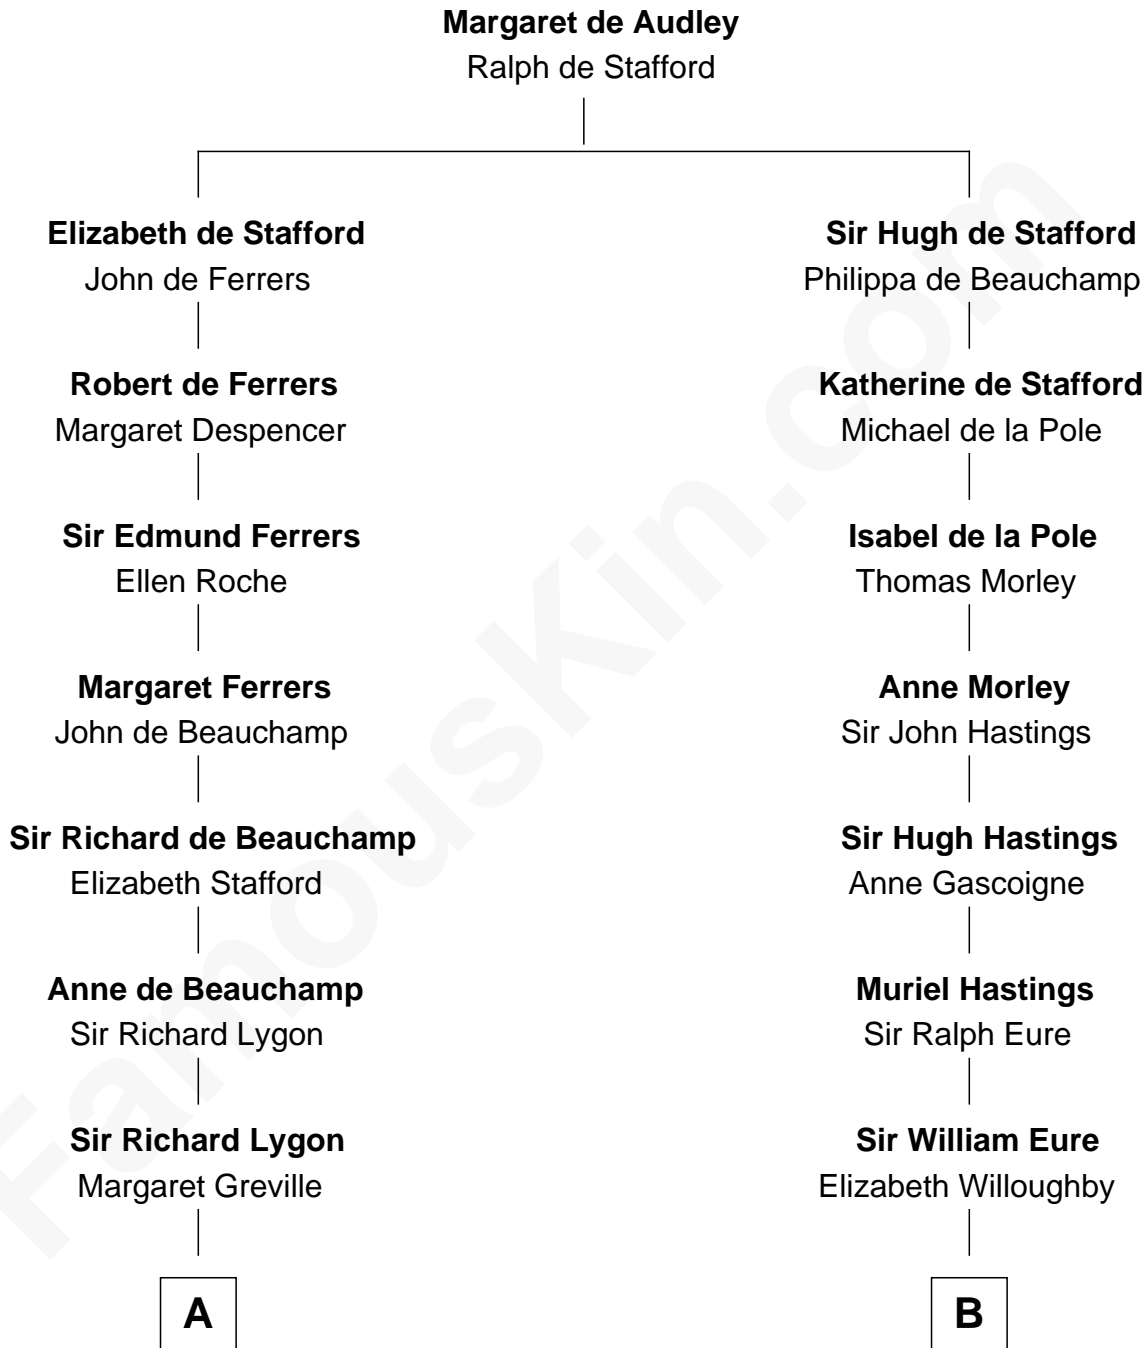 Margaret de Audley
Ralph de Stafford
Elizabeth de Stafford
John de Ferrers
Sir Hugh de Stafford
Philippa de Beauchamp
Robert de Ferrers
Margaret Despencer
Katherine de Stafford
Michael de la Pole
Sir Edmund Ferrers
Ellen Roche
Isabel de la Pole
Thomas Morley
Margaret Ferrers
John de Beauchamp
Anne Morley
Sir John Hastings
Sir Richard de Beauchamp
Elizabeth Stafford
Sir Hugh Hastings
Anne Gascoigne
Anne de Beauchamp
Sir Richard Lygon
Muriel Hastings
Sir Ralph Eure
Sir Richard Lygon
Margaret Greville
Sir William Eure
Elizabeth Willoughby
A
B
FamousKin.com